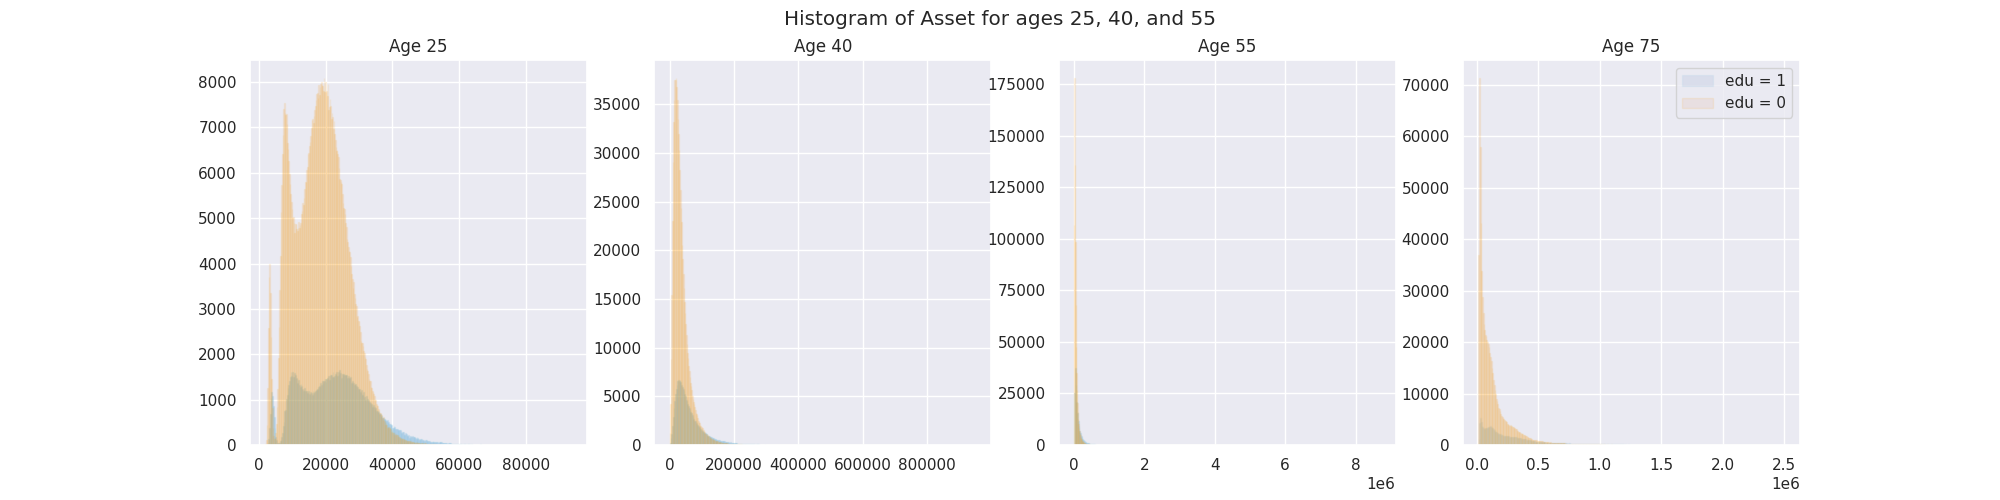 Histogram of Asset for ages 25, 40, and 55
Age 25
8000
7000
6000
5000
4000
3000
2000
1000
0
0 20000 40000 60000 80000
Age 40
35000
30000
25000
20000
15000
10000
5000
0
0 200000 400000 600000 800000
Age 55
175000
150000
125000
100000
75000
50000
25000
0
0 2 4 6 8
1e6
Age 75
70000
60000
50000
40000
30000
20000
10000
0
0.0 0.5 1.0 1.5 2.0 2.5
1e6
edu = 1
edu = 0